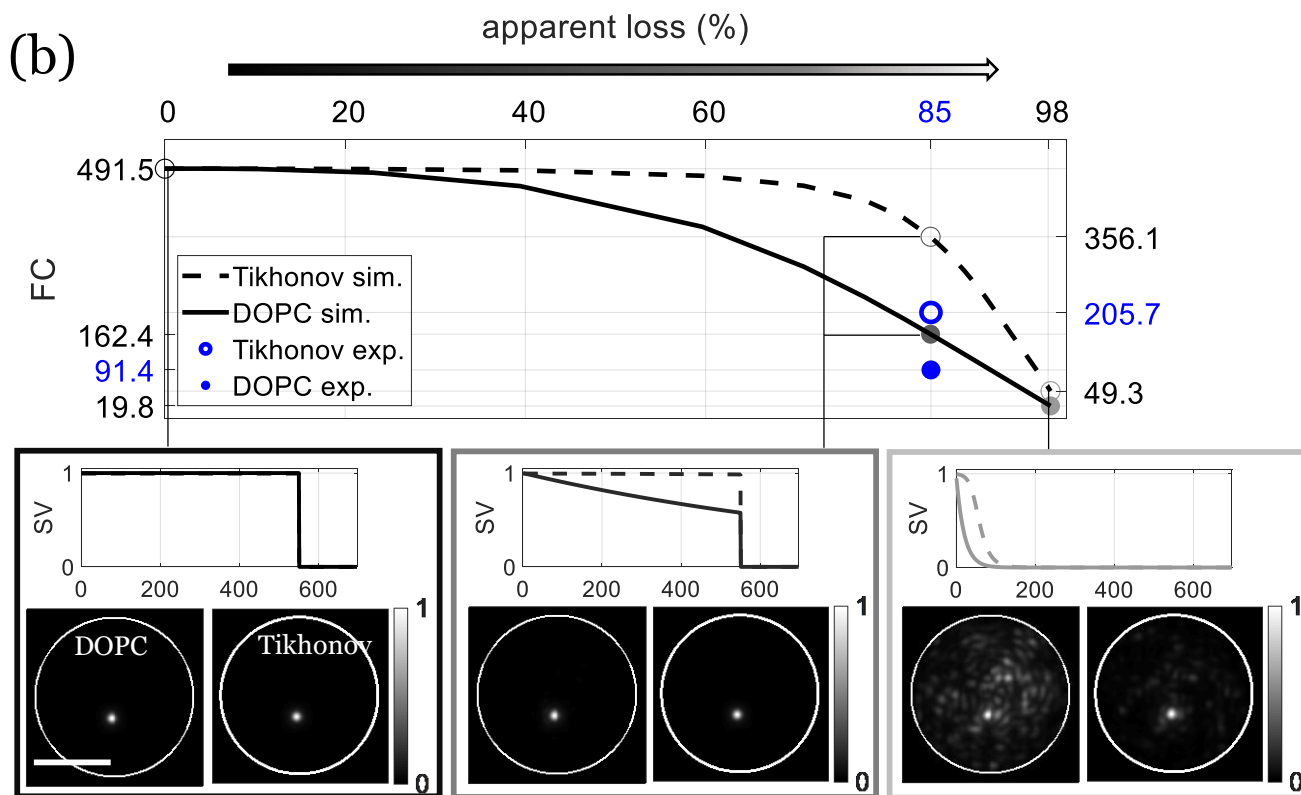 (b)
apparent loss (%)
0 20 40 60 85 98
FC
491.5
162.4
91.4
19.8
356.1
205.7
49.3
Tikhonov sim.
DOPC sim.
Tikhonov exp.
DOPC exp.
SV
1
0
0 200 400 600
DOPC
Tikhonov
1
0
SV
1
0
0 200 400 600
1
0
SV
1
0
0 200 400 600
1
0